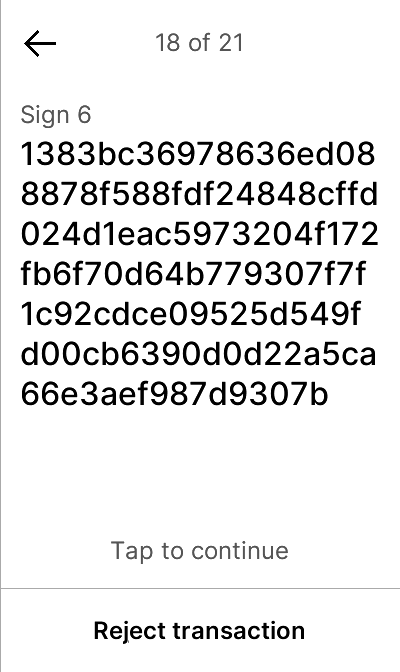 18 of 21
Sign 6
1383bc36978636ed08
8878f588fdf24848cffd
024d1eac5973204f172
fb6f70d64b779307f7f
1c92cdce09525d549f
d00cb6390d0d22a5ca
66e3aef987d9307b
Tap to continue
Reject transaction